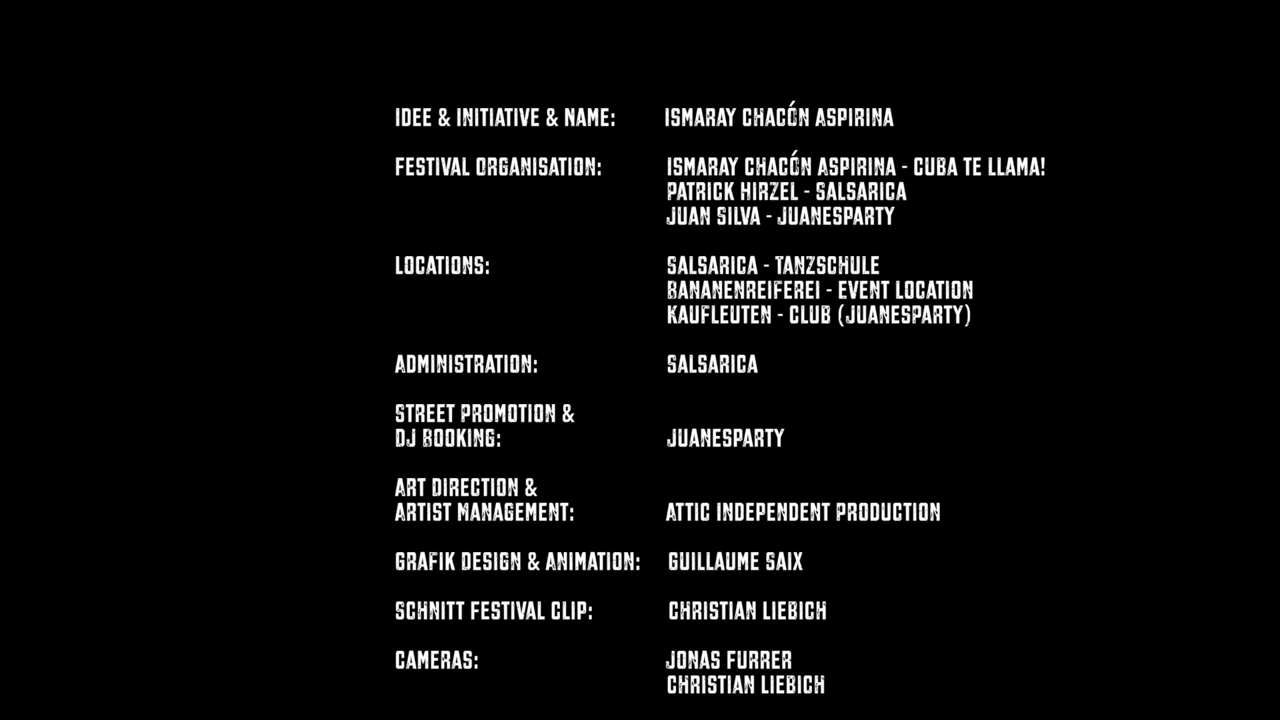 IDEE & INITIATIVE & NAME: ISMARAY CHACÓN ASPIRINA
FESTIVAL ORGANISATION: ISMARAY CHACÓN ASPIRINA - CUBA TE LLAMA!
PATRICK HIRZEL - SALSARICA
JUAN SILVA - JUANESPARTY
LOCATIONS: SALSARICA - TANZSCHULE
BANANENREIFEREI - EVENT LOCATION
KAUFLEUTEN - CLUB (JUANESPARTY)
ADMINISTRATION: SALSARICA
STREET PROMOTION &
DJ BOOKING: JUANESPARTY
ART DIRECTION &
ARTIST MANAGEMENT: ATTIC INDEPENDENT PRODUCTION
GRAFIK DESIGN & ANIMATION: GUILLAUME SAIX
SCHNITT FESTIVAL CLIP: CHRISTIAN LIEBICH
CAMERAS: JONAS FURRER
CHRISTIAN LIEBICH